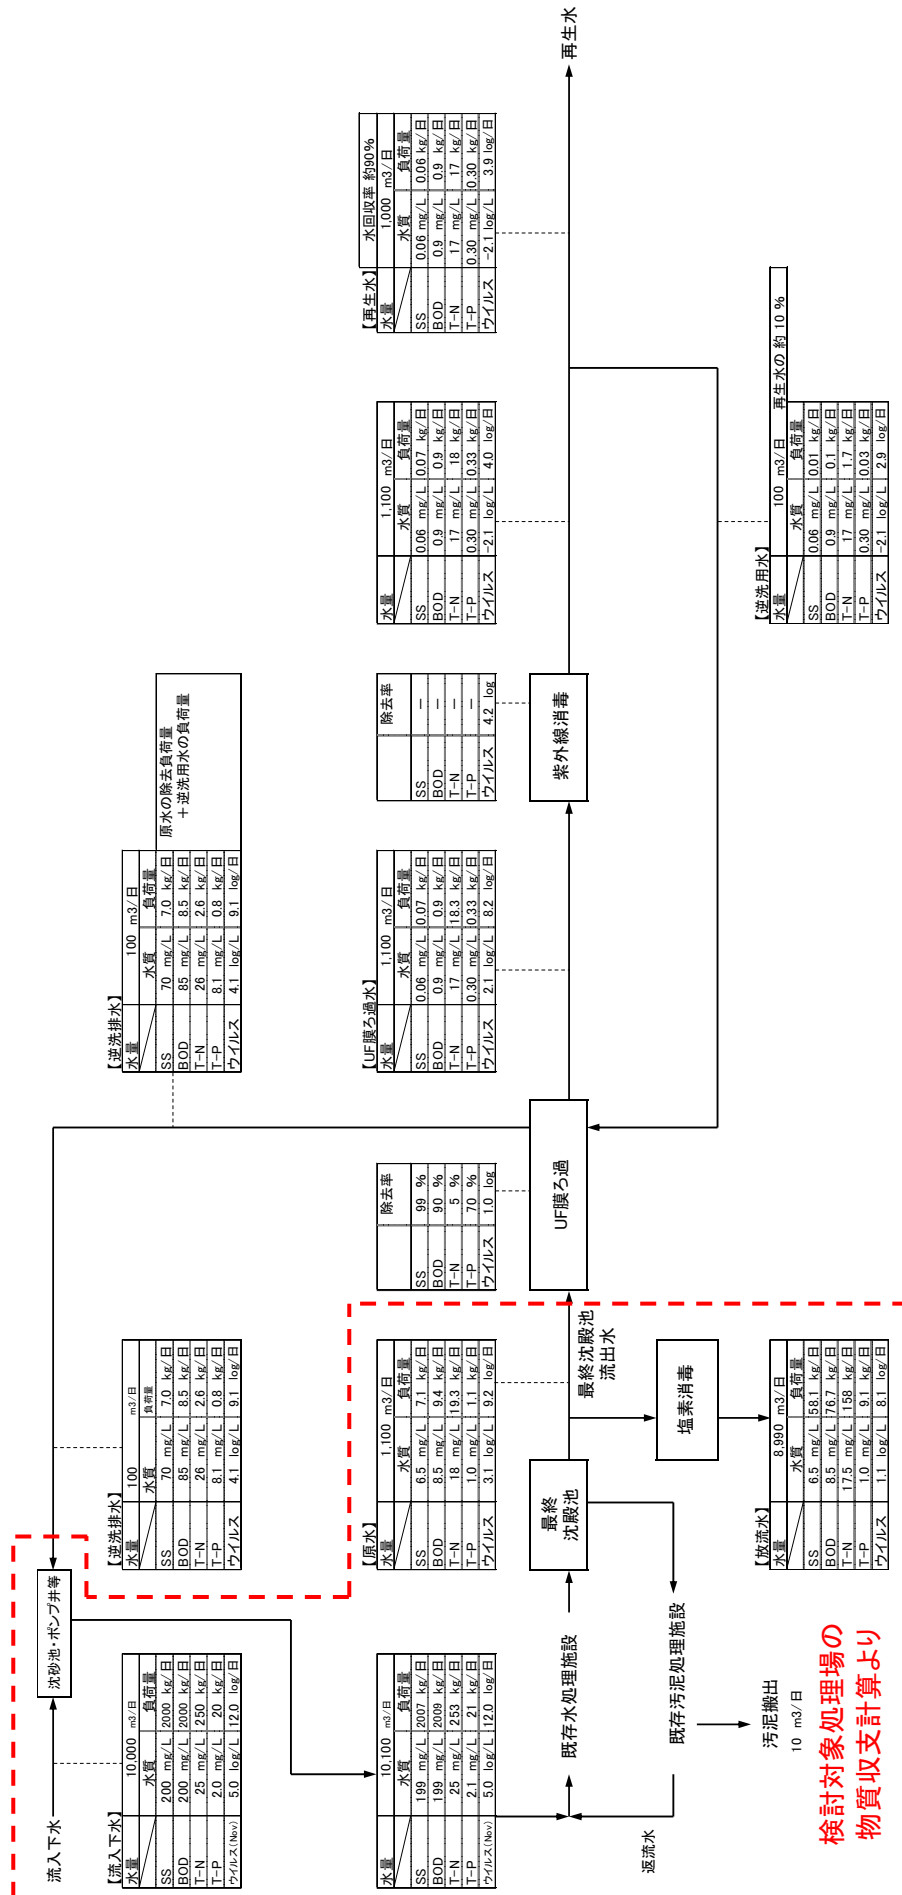 流入下水
【流入下水】
水量 10,000 m3/日
水質 負荷量
SS 200 mg/L 2000 kg/日
BOD 200 mg/L 2000 kg/日
T-N 25 mg/L 250 kg/日
T-P 2.0 mg/L 20 kg/日
ウイルス(Nov) 5.0 log/L 12.0 log/日
沈砂池・ポンプ井等
【逆洗排水】
水量 100 m3/日
水質 負荷量
SS 70 mg/L 7.0 kg/日
BOD 85 mg/L 8.5 kg/日
T-N 26 mg/L 2.6 kg/日
T-P 8.1 mg/L 0.8 kg/日
ウイルス 4.1 log/L 9.1 log/日
【逆洗排水】
水量 100 m3/日
水質 負荷量
SS 70 mg/L 7.0 kg/日
BOD 85 mg/L 8.5 kg/日
T-N 26 mg/L 2.6 kg/日
T-P 8.1 mg/L 0.8 kg/日
ウイルス 4.1 log/L 9.1 log/日
原水の除去負荷量
+逆洗用水の負荷量
水量 10,100 m3/日
水質 負荷量
SS 199 mg/L 2007 kg/日
BOD 199 mg/L 2009 kg/日
T-N 25 mg/L 253 kg/日
T-P 2.1 mg/L 21 kg/日
ウイルス(Nov) 5.0 log/L 12.0 log/日
【原水】
水量 1,100 m3/日
水質 負荷量
SS 6.5 mg/L 7.1 kg/日
BOD 8.5 mg/L 9.4 kg/日
T-N 18 mg/L 19.3 kg/日
T-P 1.0 mg/L 1.1 kg/日
ウイルス 3.1 log/L 9.2 log/日
除去率
SS 99 %
BOD 90 %
T-N 5 %
T-P 70 %
ウイルス 1.0 log
【UF膜ろ過水】
水量 1,100 m3/日
水質 負荷量
SS 0.06 mg/L 0.07 kg/日
BOD 0.9 mg/L 0.9 kg/日
T-N 17 mg/L 18.3 kg/日
T-P 0.30 mg/L 0.33 kg/日
ウイルス 2.1 log/L 8.2 log/日
除去率
SS －
BOD －
T-N －
T-P －
ウイルス 4.2 log
水量 1,100 m3/日
水質 負荷量
SS 0.06 mg/L 0.07 kg/日
BOD 0.9 mg/L 0.9 kg/日
T-N 17 mg/L 18 kg/日
T-P 0.30 mg/L 0.33 kg/日
ウイルス -2.1 log/L 4.0 log/日
水回収率 約90%
【再生水】
水量 1,000 m3/日
水質 負荷量
SS 0.06 mg/L 0.06 kg/日
BOD 0.9 mg/L 0.9 kg/日
T-N 17 mg/L 17 kg/日
T-P 0.30 mg/L 0.30 kg/日
ウイルス -2.1 log/L 3.9 log/日
返流水
既存水処理施設
最終
沈殿池
最終沈殿池
流出水
UF膜ろ過
紫外線消毒
再生水
既存汚泥処理施設
塩素消毒
汚泥搬出
10 m3/日
【放流水】
水量 8,990 m3/日
水質 負荷量
SS 6.5 mg/L 58.1 kg/日
BOD 8.5 mg/L 76.7 kg/日
T-N 17.5 mg/L 158 kg/日
T-P 1.0 mg/L 9.1 kg/日
ウイルス 1.1 log/L 8.1 log/日
【逆洗用水】
水量 100 m3/日 再生水の 約 10 %
水質 負荷量
SS 0.06 mg/L 0.01 kg/日
BOD 0.9 mg/L 0.1 kg/日
T-N 17 mg/L 1.7 kg/日
T-P 0.30 mg/L 0.03 kg/日
ウイルス -2.1 log/L 2.9 log/日
検討対象処理場の
物質収支計算より